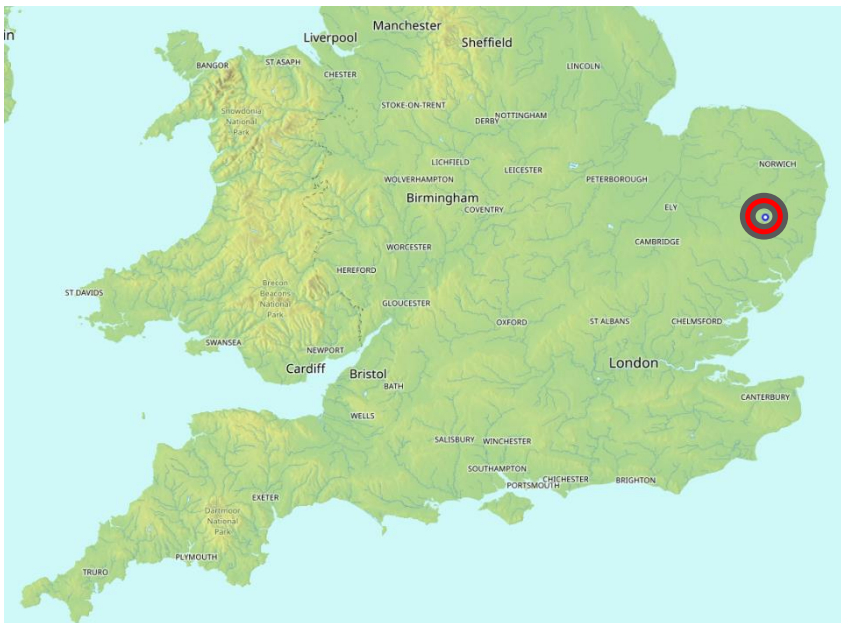 Manchester
in
Liverpool
Sheffield
BANGOR
ST ASAPH
CHESTER
LINCOLN
STOKE-ON-TRENT
Snowdonia
National
Park
NOTTINGHAM
DERBY
LICHFIELD
LEICESTER
NORWICH
WOLVERHAMPTON
PETERBOROUGH
Birmingham
COVENTRY
ELY
WORCESTER
CAMBRIDGE
HEREFORD
ST DAVIDS
Brecon
Beacons
National
Park
GLOUCESTER
OXFORD
ST ALBANS
CHELMSFORD
SWANSEA
NEWPORT
Cardiff
Bristol
BATH
London
CANTERBURY
WELLS
SALISBURY
WINCHESTER
SOUTHAMPTON
PORTSMOUTH
CHICHESTER
BRIGHTON
EXETER
Dartmoor
National
Park
PLYMOUTH
TRURO